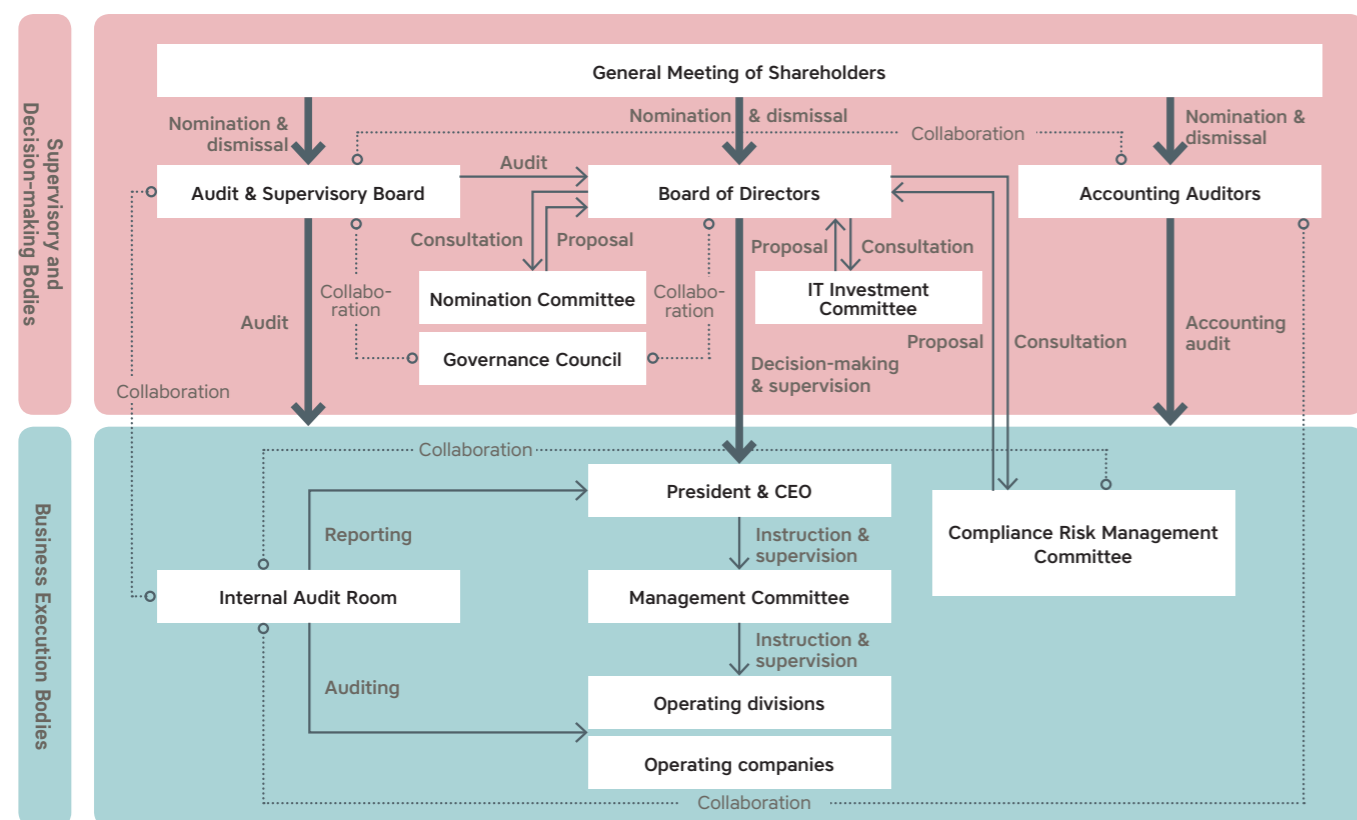 Supervisory and
Decision-making Bodies
General Meeting of Shareholders
Nomination &
dismissal
Nomination & dismissal
Nomination &
dismissal
Collaboration
Audit & Supervisory Board
Audit
Board of Directors
Accounting Auditors
Consultation
Proposal
Proposal
Consultation
Collabo-
ration
Nomination Committee
Collabo-
ration
IT Investment
Committee
Audit
Governance Council
Decision-making
& supervision
Proposal
Consultation
Accounting
audit
Collaboration
Business Execution Bodies
Collaboration
President & CEO
Reporting
Instruction &
supervision
Compliance Risk Management
Committee
Internal Audit Room
Management Committee
Instruction &
supervision
Auditing
Operating divisions
Operating companies
Collaboration